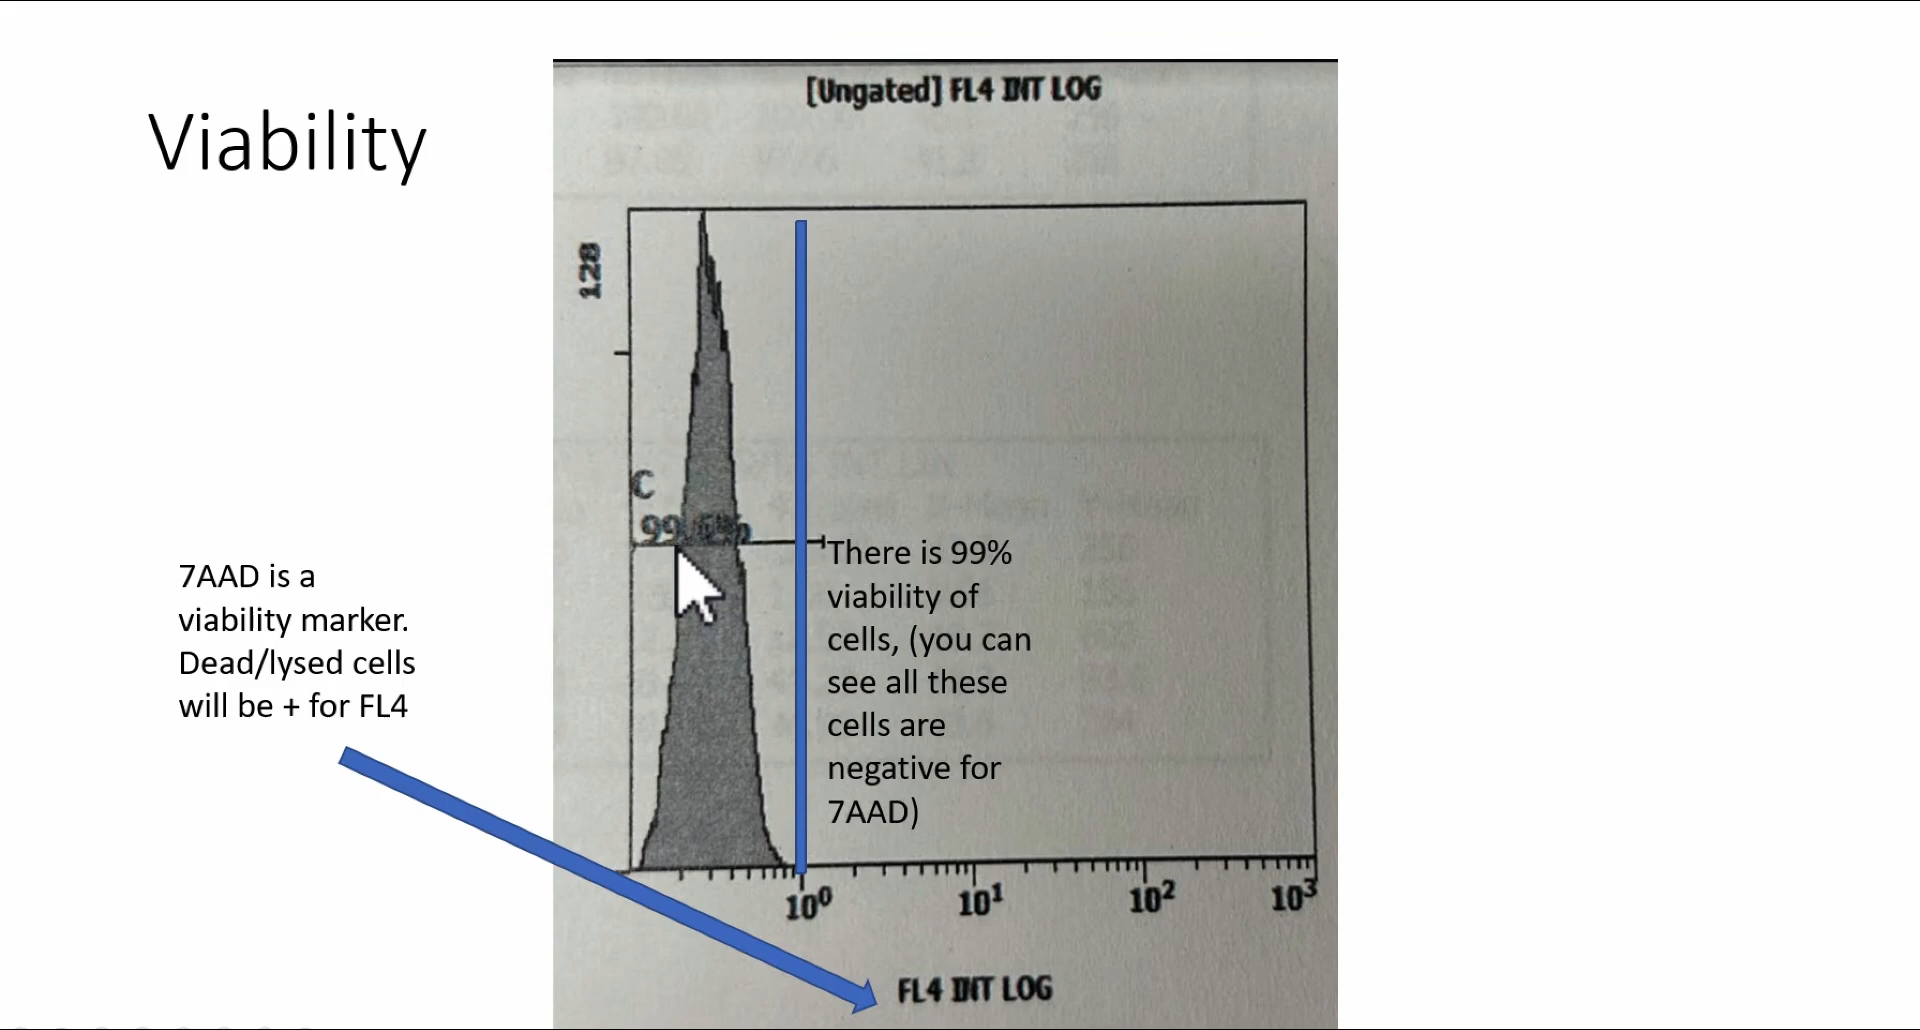 Viability
[Ungated] FL4 INT LOG
128
C
7AAD is a
viability marker.
Dead/lysed cells
will be + for FL4
There is 99%
viability of
cells, (you can
see all these
cells are
negative for
7AAD)
10⁰ 10¹ 10² 10³
FL4 INT LOG